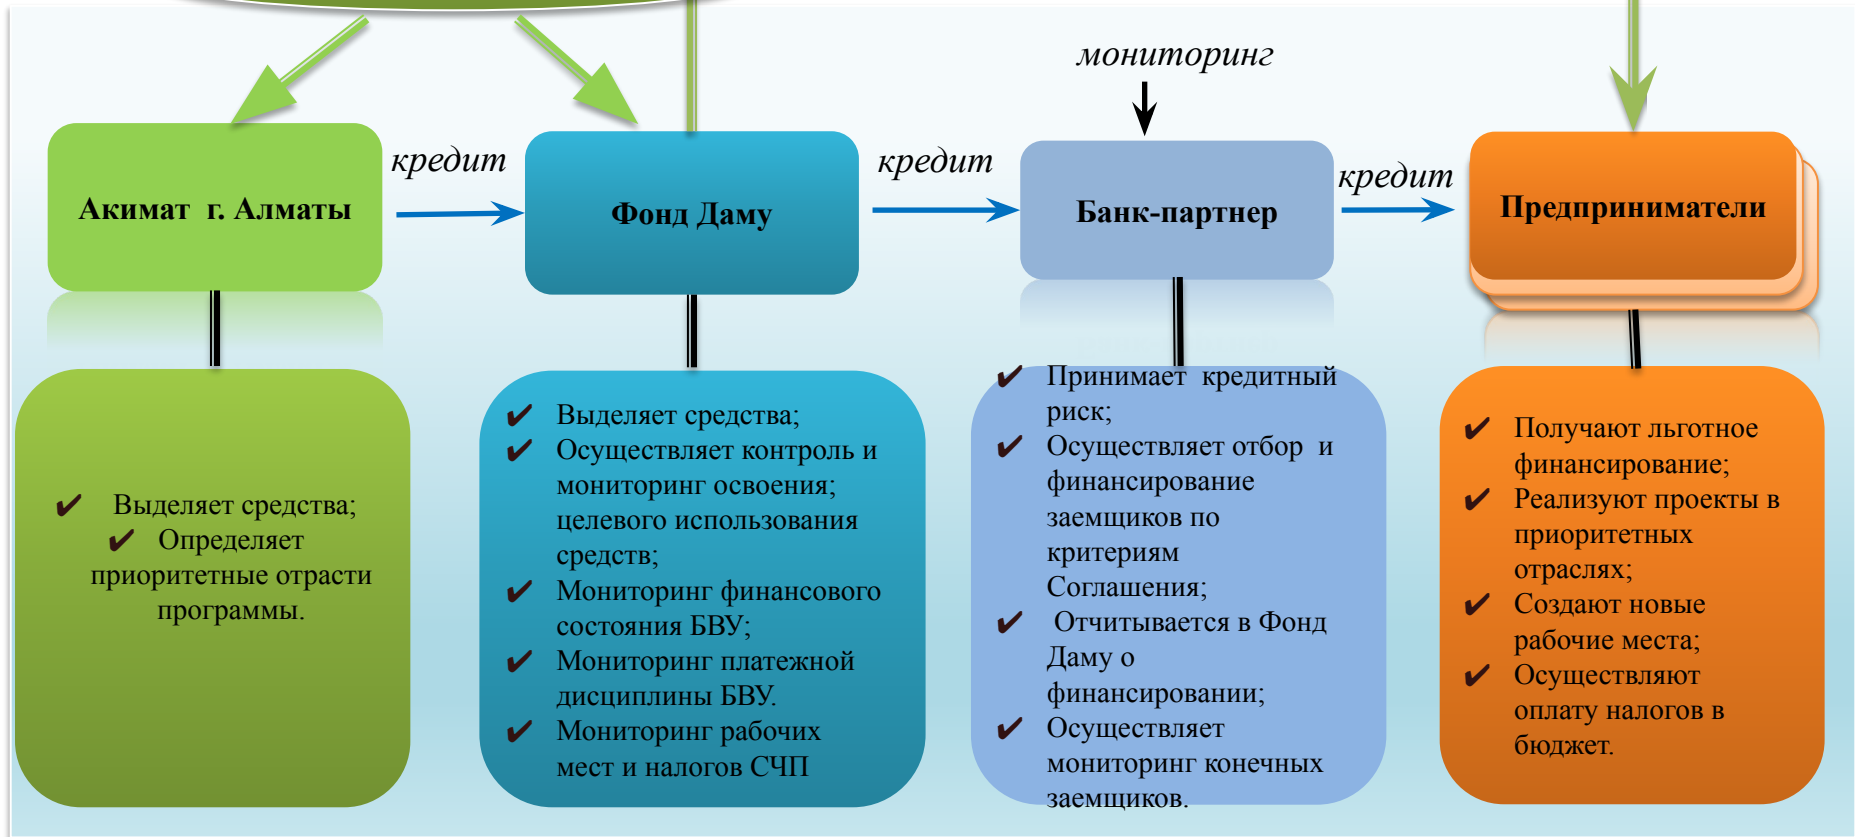 мониторинг
кредит
кредит
кредит
Акимат г. Алматы
Фонд Даму
Банк-партнер
Предприниматели
✔ Выделяет средства;
✔ Определяет
приоритетные отрасти
программы.
✔ Выделяет средства;
✔ Осуществляет контроль и
мониторинг освоения;
целевого использования
средств;
✔ Мониторинг финансового
состояния БВУ;
✔ Мониторинг платежной
дисциплины БВУ.
✔ Мониторинг рабочих
мест и налогов СЧП
✔ Принимает кредитный
риск;
✔ Осуществляет отбор и
финансирование
заемщиков по
критериям
Соглашения;
✔ Отчитывается в Фонд
Даму о
финансировании;
✔ Осуществляет
мониторинг конечных
заемщиков.
✔ Получают льготное
финансирование;
✔ Реализуют проекты в
приоритетных
отраслях;
✔ Создают новые
рабочие места;
✔ Осуществляют
оплату налогов в
бюджет.